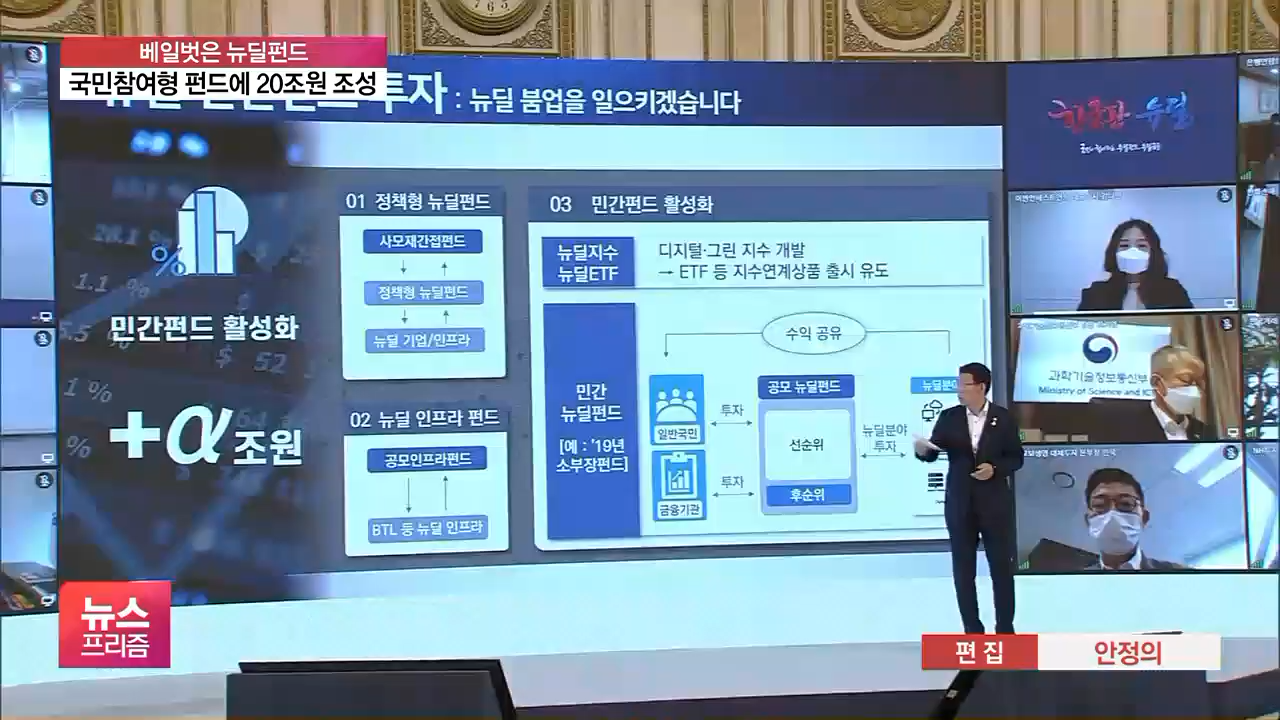 베일벗은 뉴딜펀드
국민참여형 펀드에 20조원 조성
투자 : 뉴딜 붐업을 일으키겠습니다
민간펀드 활성화
+α 조원
01 정책형 뉴딜펀드
사모재간접펀드
정책형 뉴딜펀드
뉴딜 기업/인프라
02 뉴딜 인프라 펀드
공모인프라펀드
BTL 등 뉴딜 인프라
03 민간펀드 활성화
뉴딜지수
뉴딜ETF
디지털·그린 지수 개발
→ ETF 등 지수연계상품 출시 유도
민간
뉴딜펀드
[예 : '19년
소부장펀드]
수익 공유
일반국민
투자
금융기관
투자
공모 뉴딜펀드
선순위
후순위
뉴딜분야
투자
뉴딜분야
한국판 뉴딜
과학기술정보통신부
Ministry of Science and ICT
뉴스
프리즘
편집
안정의